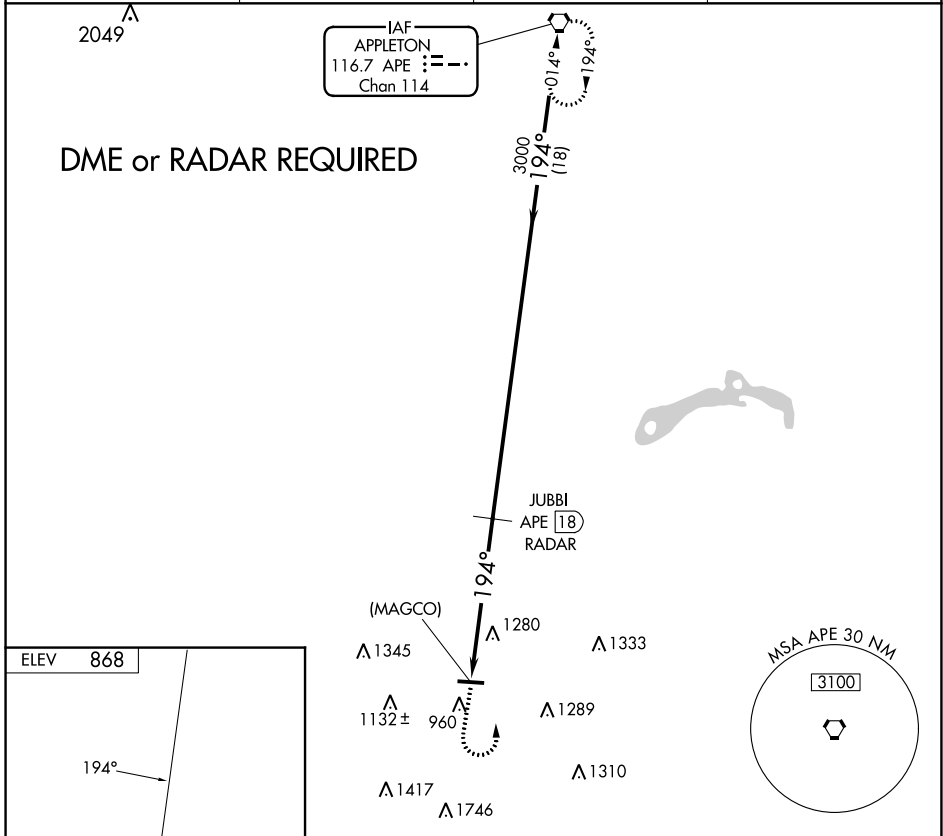 2049
IAF
APPLETON
116.7 APE
Chan 114
014°
194°
DME or RADAR REQUIRED
3000
194°
(18)
JUBBI
APE 18
RADAR
194°
(MAGCO)
1280
1345
1333
MSA APE 30 NM
3100
ELEV 868
1132±
960
1289
194°
1310
1417
1746